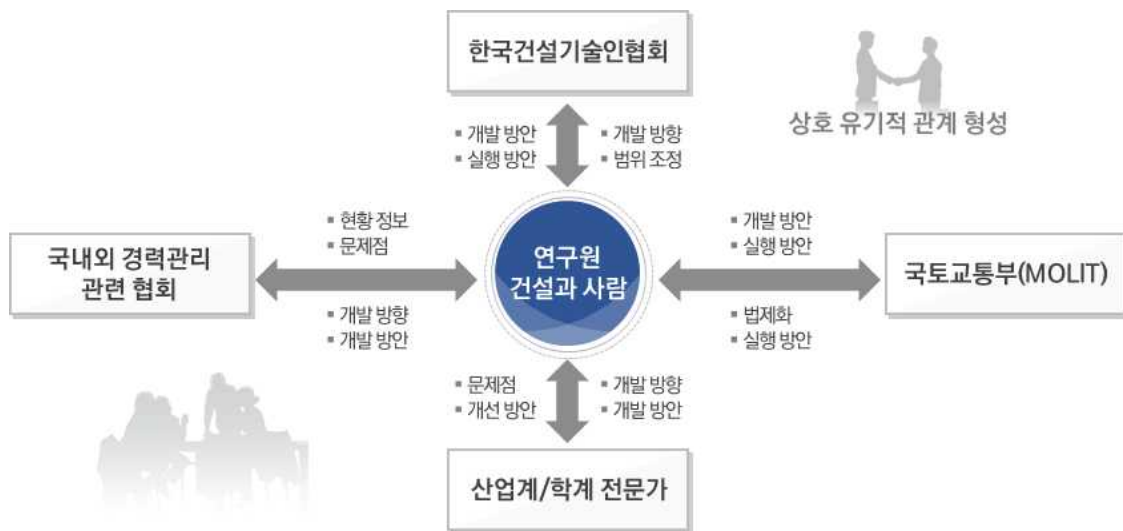 한국건설기술인협회
상호 유기적 관계 형성
▪ 개발 방안
▪ 실행 방안
▪ 개발 방향
▪ 범위 조정
국내외 경력관리
관련 협회
▪ 현황 정보
▪ 문제점
▪ 개발 방향
▪ 개발 방안
연구원
건설과 사람
▪ 개발 방안
▪ 실행 방안
▪ 법제화
▪ 실행 방안
국토교통부(MOLIT)
▪ 문제점
▪ 개선 방안
▪ 개발 방향
▪ 개발 방안
산업계/학계 전문가